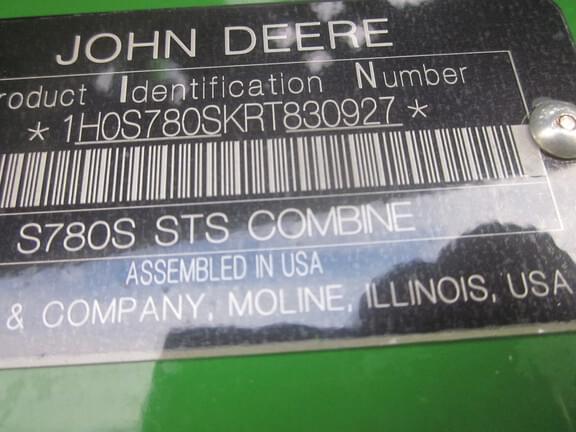 JOHN DEERE
roduct Identification Number
* 1H0S780SKRT830927 *
S780S STS COMBINE
ASSEMBLED IN USA
& COMPANY, MOLINE, ILLINOIS, USA